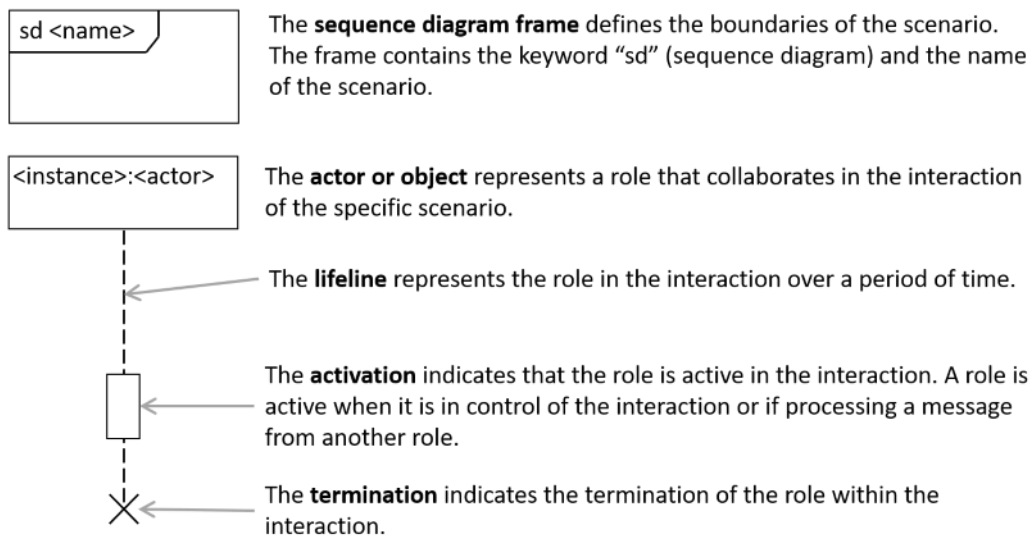 sd <name>
The sequence diagram frame defines the boundaries of the scenario.
The frame contains the keyword “sd” (sequence diagram) and the name
of the scenario.
<instance>:<actor>
The actor or object represents a role that collaborates in the interaction
of the specific scenario.
The lifeline represents the role in the interaction over a period of time.
The activation indicates that the role is active in the interaction. A role is
active when it is in control of the interaction or if processing a message
from another role.
The termination indicates the termination of the role within the
interaction.